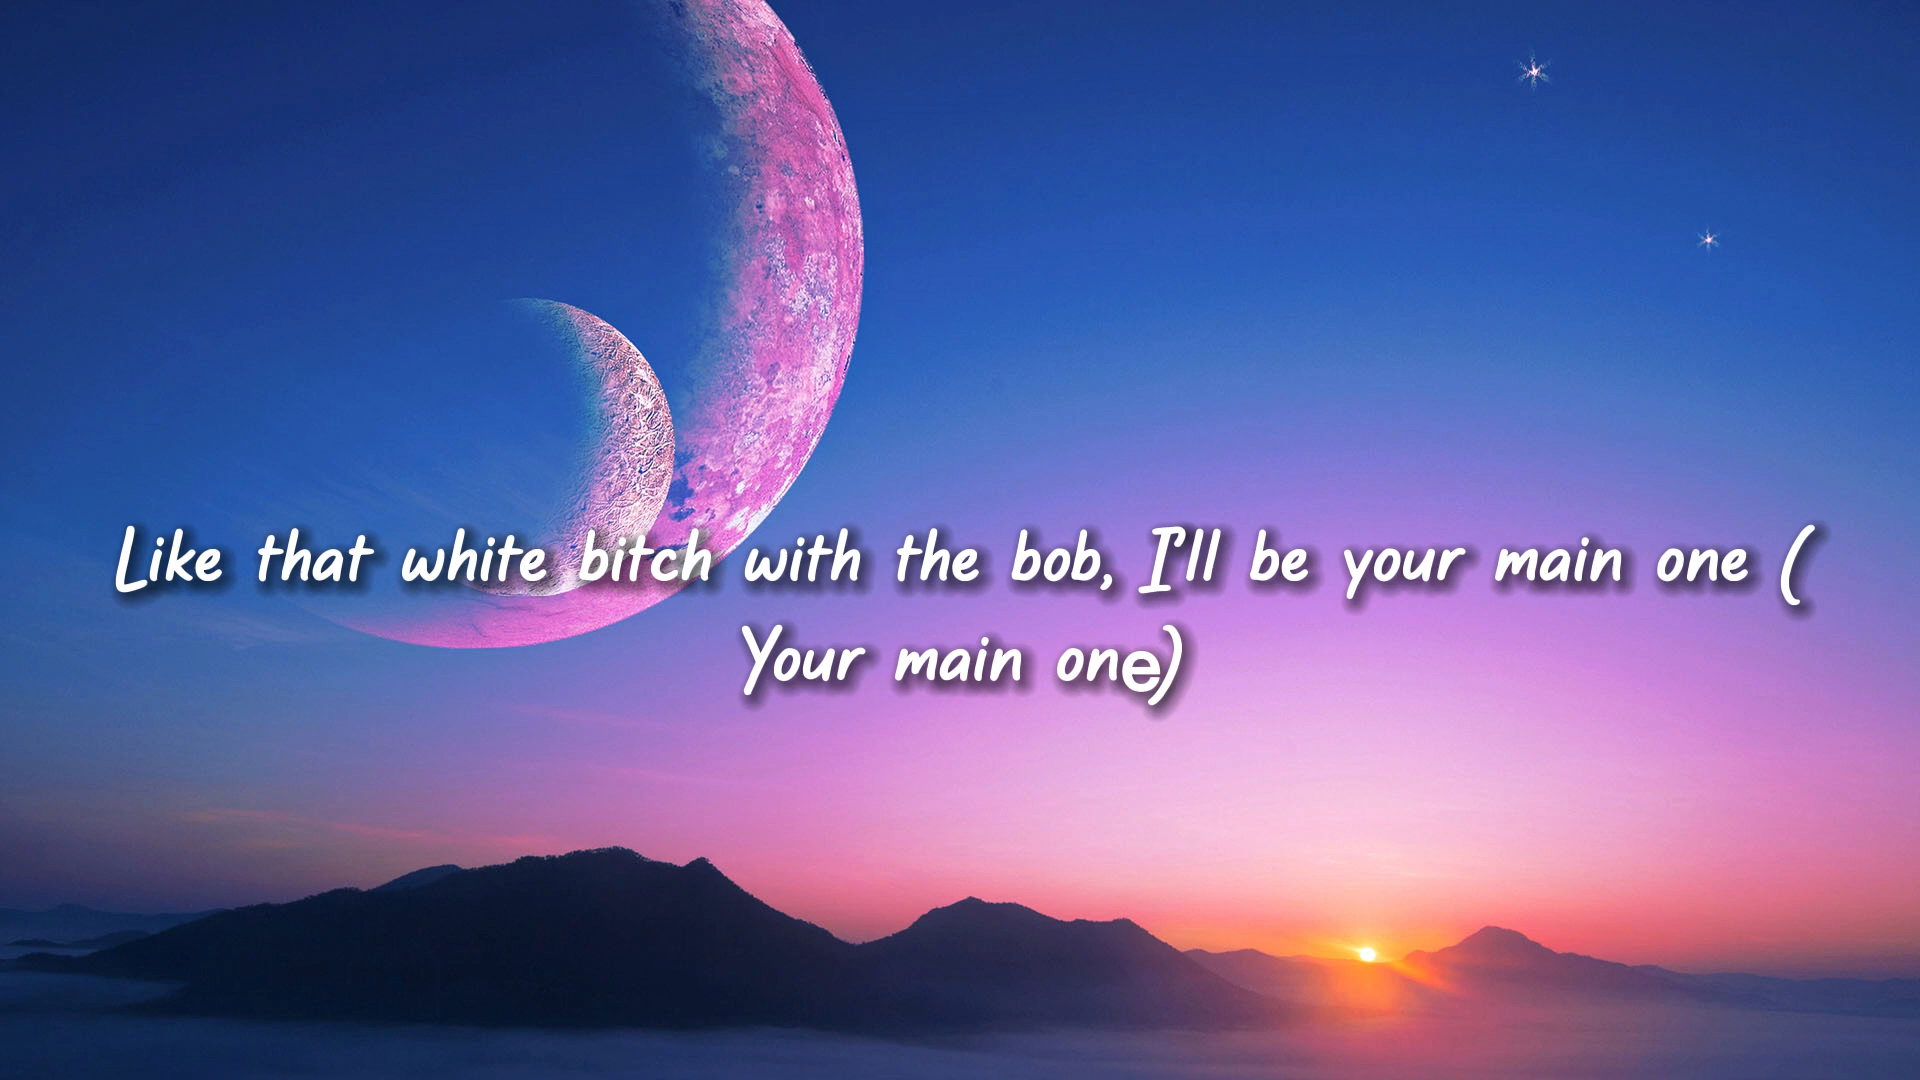 Like that white bitch with the bob, I'll be your main one (
Your main one)